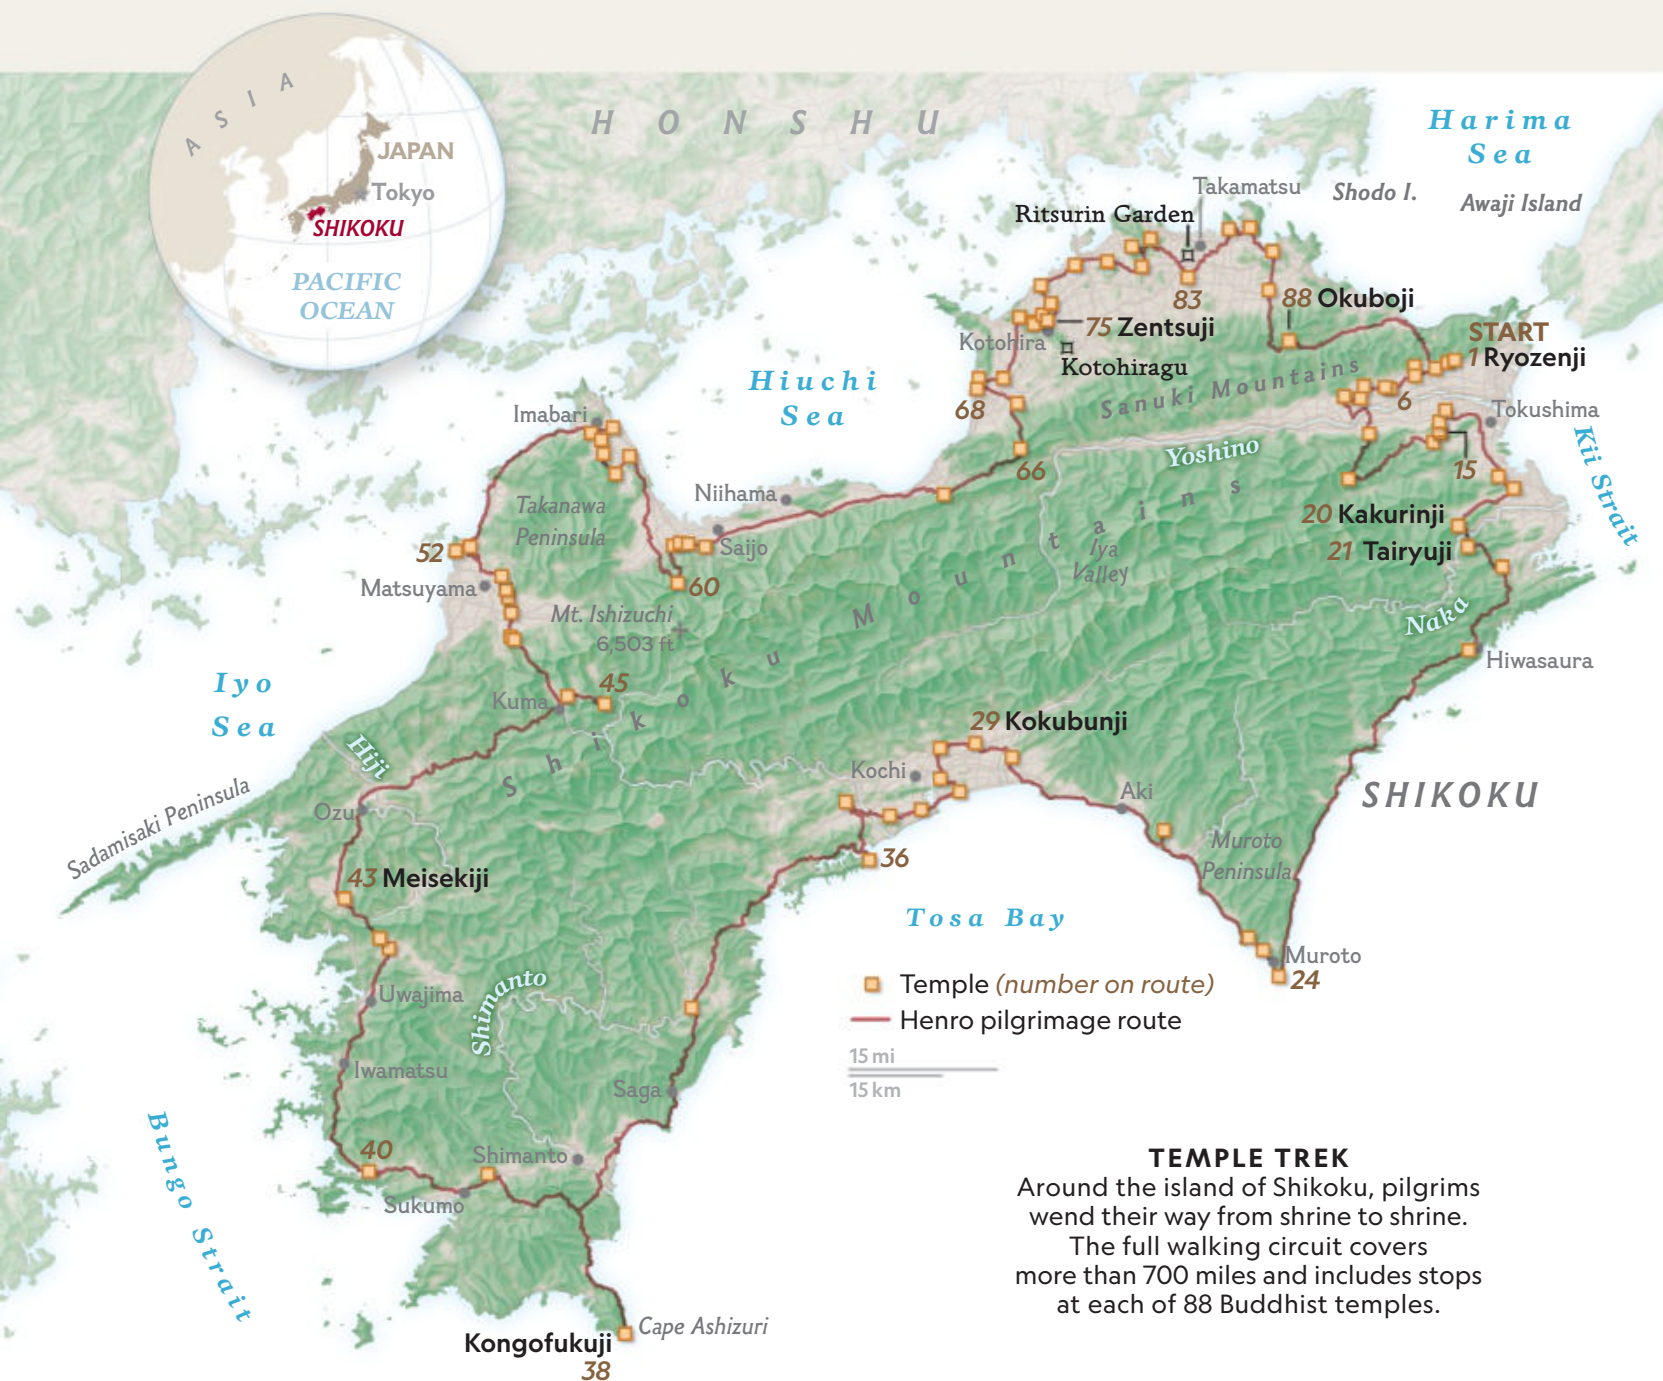 ASIA
JAPAN
Tokyo
SHIKOKU
PACIFIC
OCEAN
HONSHU
Harima
Sea
Takamatsu
Shodo I.
Awaji Island
Ritsurin Garden
83
88 Okuboji
75 Zentsuji
Kotohira
Kotohiragu
START
1 Ryozenji
Hiuchi
Sea
Sanuki Mountains
68
6
Imabari
Tokushima
Kii Strait
Yoshino
66
15
Niihama
Takanawa
Peninsula
20 Kakurinji
52
Saijo
Iya
Valley
21 Tairyuji
Matsuyama
60
Mt. Ishizuchi
6,503 ft
Shikoku Mountains
Naka
Hiwasaura
Iyo
Sea
45
Kuma
29 Kokubunji
Hiji
Kochi
Aki
SHIKOKU
Sadamisaki Peninsula
Ozu
Muroto
Peninsula
36
43 Meisekiji
Tosa Bay
Muroto
24
Shimanto
Uwajima
Temple (number on route)
Henro pilgrimage route
15 mi
15 km
Iwamatsu
Saga
Bungo Strait
40
Shimanto
Sukumo
TEMPLE TREK
Around the island of Shikoku, pilgrims
wend their way from shrine to shrine.
The full walking circuit covers
more than 700 miles and includes stops
at each of 88 Buddhist temples.
Cape Ashizuri
Kongofukuji
38